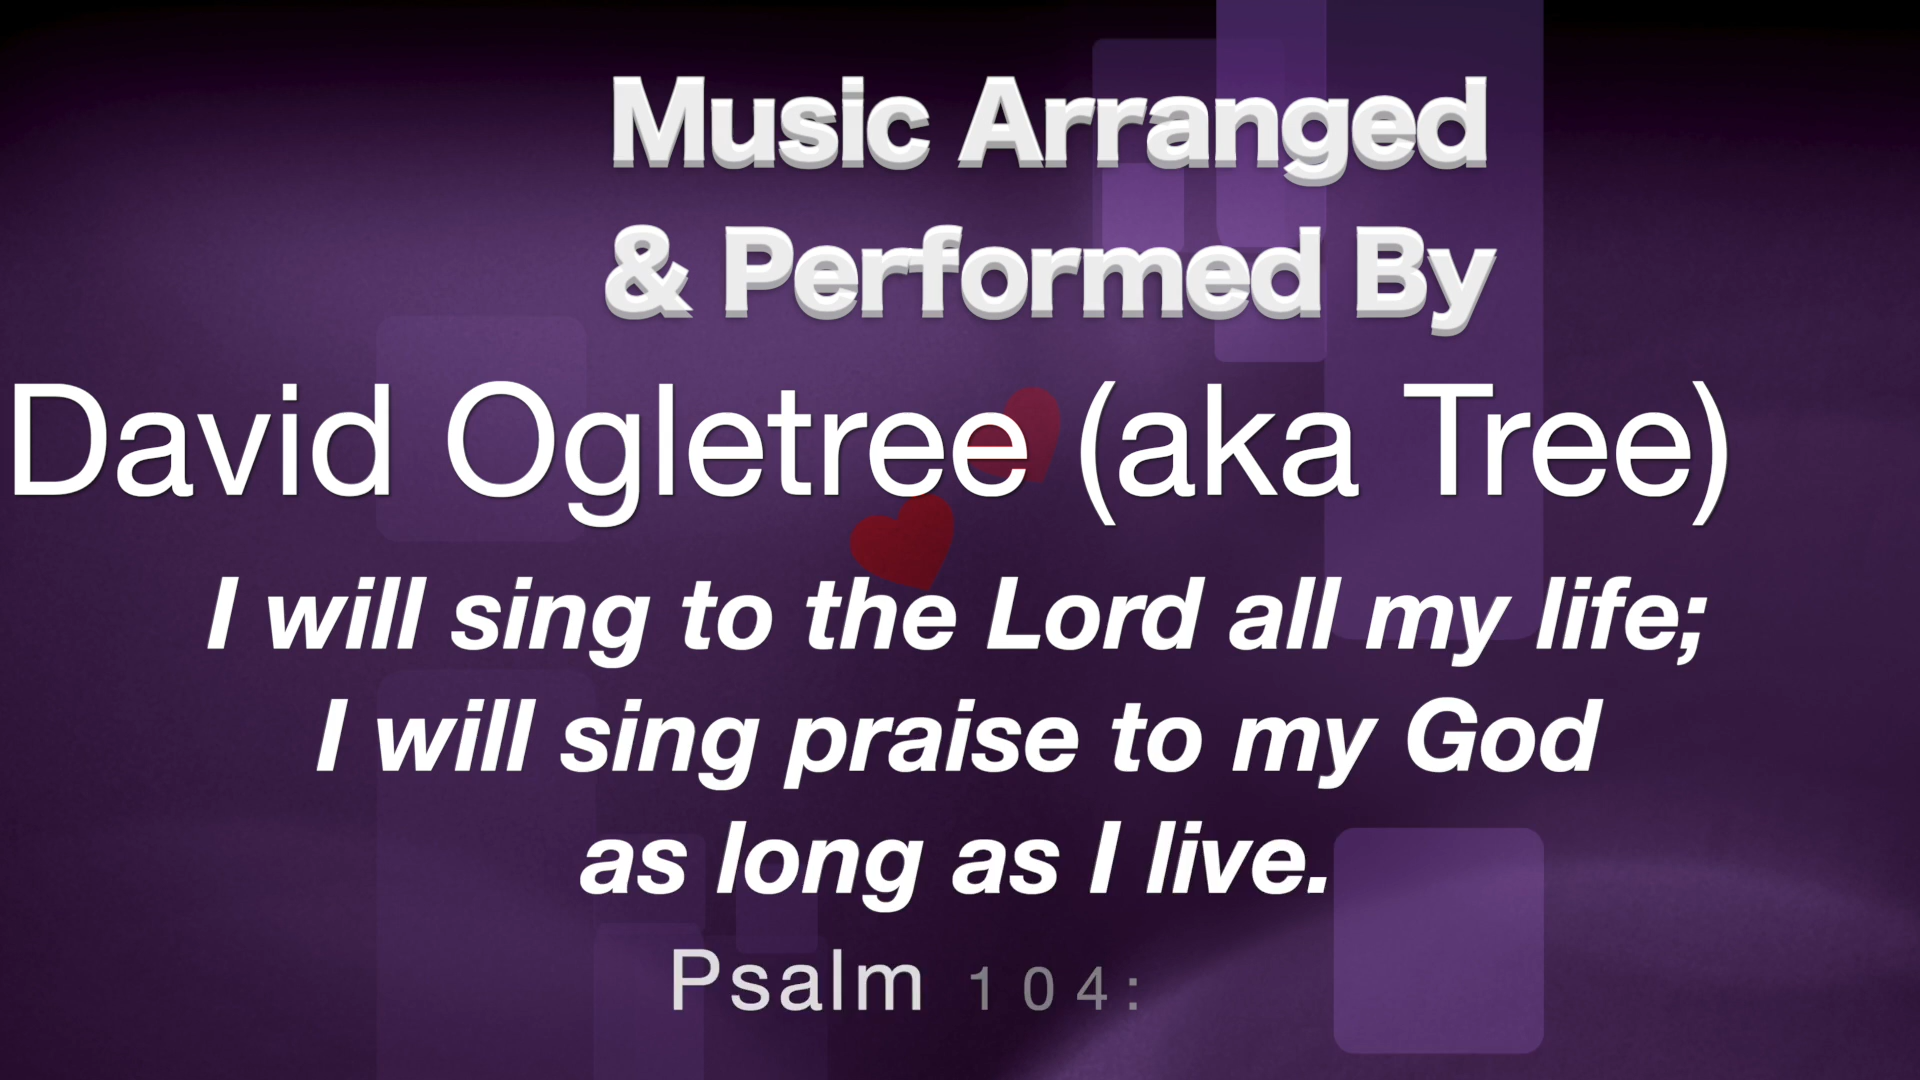 Music Arranged
& Performed By
David Ogletree (aka Tree)
I will sing to the Lord all my life;
I will sing praise to my God
as long as I live.
Psalm 104: